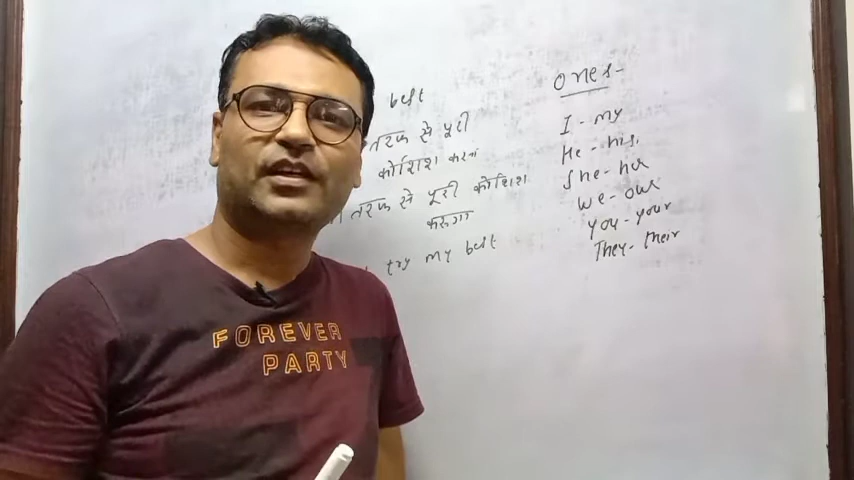 best
तरफ से पूरी
कोशिश करना
तरफ से पूरी कोशिश
करूंगा
try my best
ones-
I - my
He - his,
She - her
we - our
you - your
They - their
FOREVER
PARTY